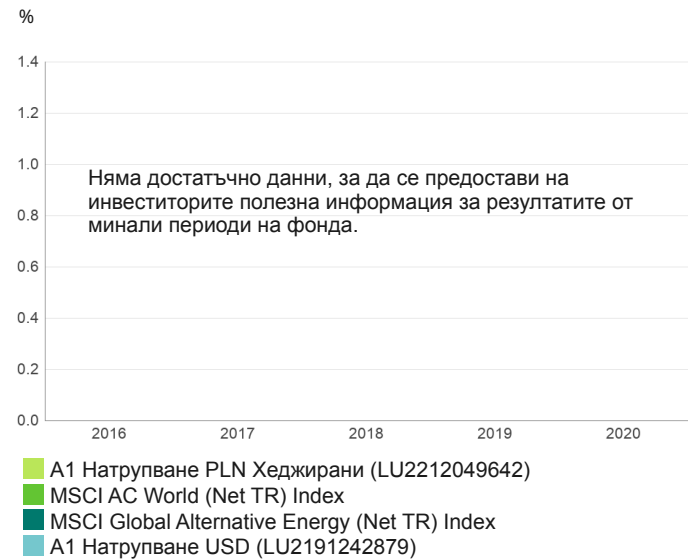 %
1.4
1.2
1.0
Няма достатъчно данни, за да се предостави на
инвеститорите полезна информация за резултатите от
минали периоди на фонда.
0.8
0.6
0.4
0.2
0.0
2016 2017 2018 2019 2020
A1 Натрупване PLN Хеджирани (LU2212049642)
MSCI AC World (Net TR) Index
MSCI Global Alternative Energy (Net TR) Index
A1 Натрупване USD (LU2191242879)